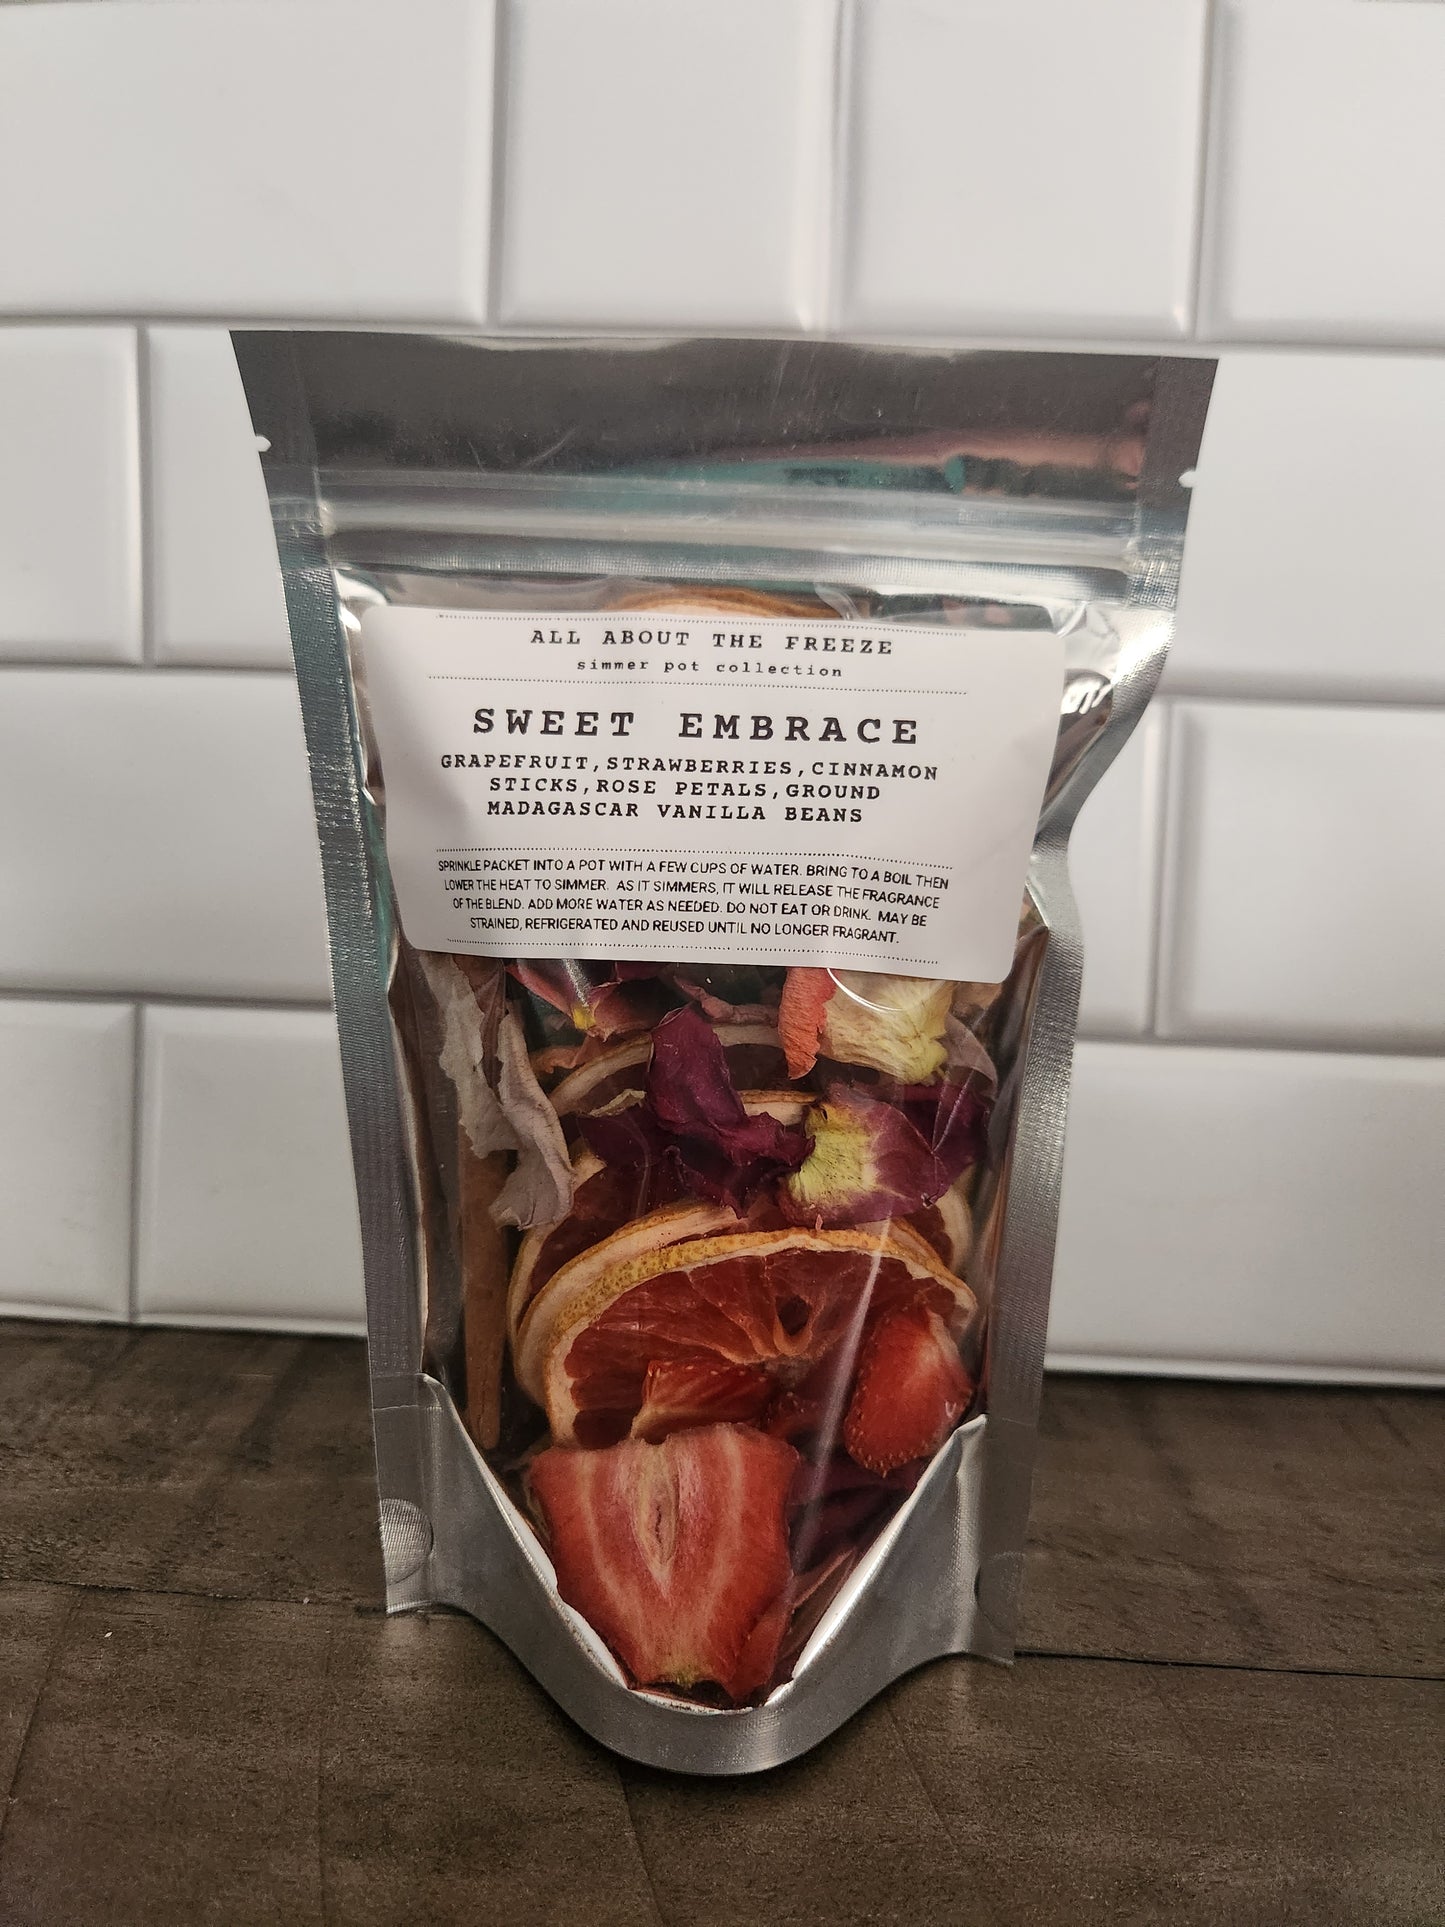 ALL ABOUT THE FREEZE
simmer pot collection
SWEET EMBRACE
GRAPEFRUIT,STRAWBERRIES,CINNAMON
STICKS,ROSE PETALS,GROUND
MADAGASCAR VANILLA BEANS
SPRINKLE PACKET INTO A POT WITH A FEW CUPS OF WATER. BRING TO A BOIL THEN
LOWER THE HEAT TO SIMMER. AS IT SIMMERS, IT WILL RELEASE THE FRAGRANCE
OF THE BLEND. ADD MORE WATER AS NEEDED. DO NOT EAT OR DRINK. MAY BE
STRAINED, REFRIGERATED AND REUSED UNTIL NO LONGER FRAGRANT.